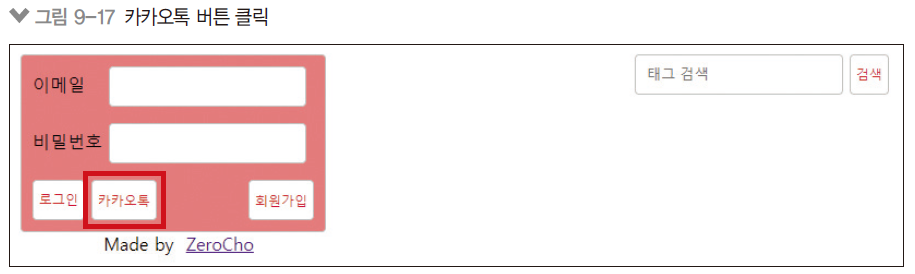 그림 9-17 카카오톡 버튼 클릭
이메일
태그 검색 검색
비밀번호
로그인 카카오톡 회원가입
Made by ZeroCho